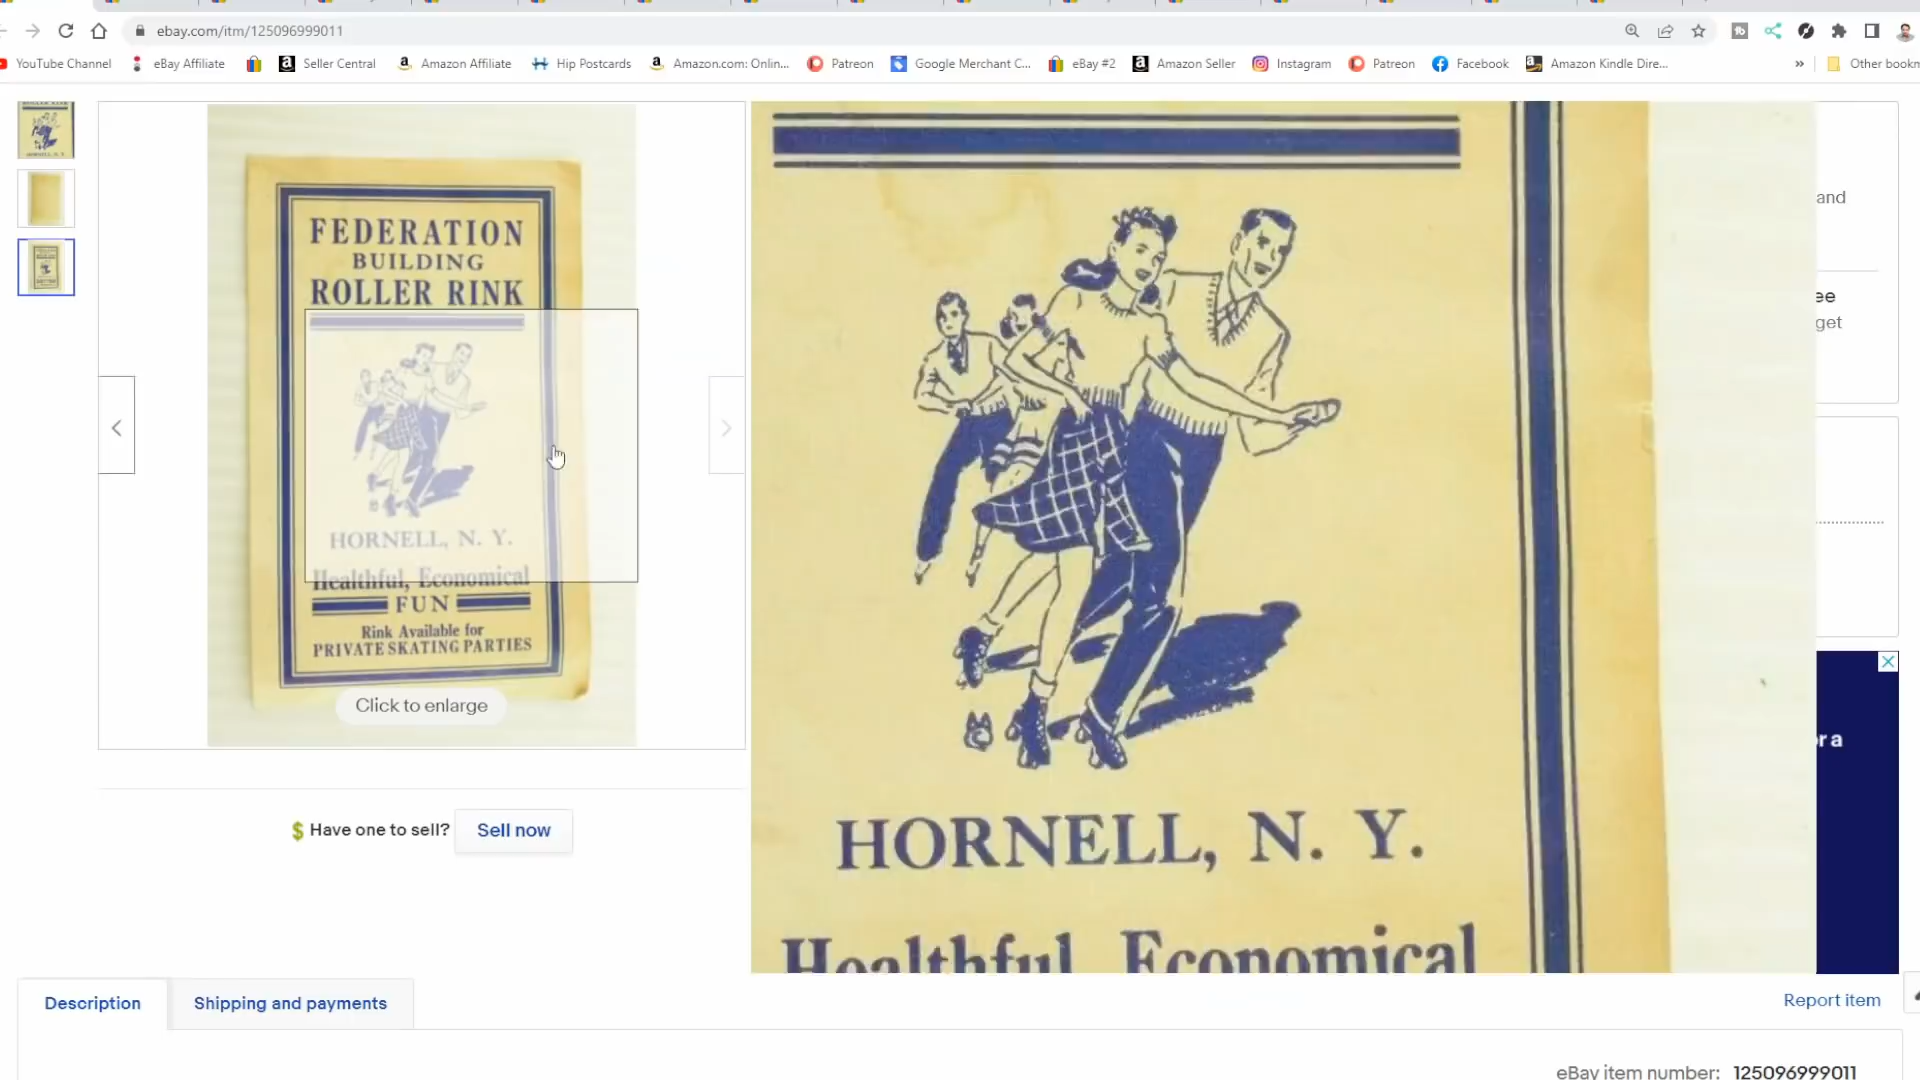 ebay.com/itm/125096999011
YouTube Channel
eBay Affiliate
Seller Central
Amazon Affiliate
Hip Postcards
Amazon.com: Onlin...
Patreon
Google Merchant C...
eBay #2
Amazon Seller
Instagram
Patreon
Facebook
Amazon Kindle Dire...
»
Other bookn
FEDERATION
BUILDING
ROLLER RINK
HORNELL, N. Y.
Healthful, Economical
FUN
Rink Available for
PRIVATE SKATING PARTIES
Click to enlarge
HORNELL, N. Y.
Healthful, Economical
and
ee
get
or a
$ Have one to sell? Sell now
Description
Shipping and payments
Report item
eBay item number: 125096999011